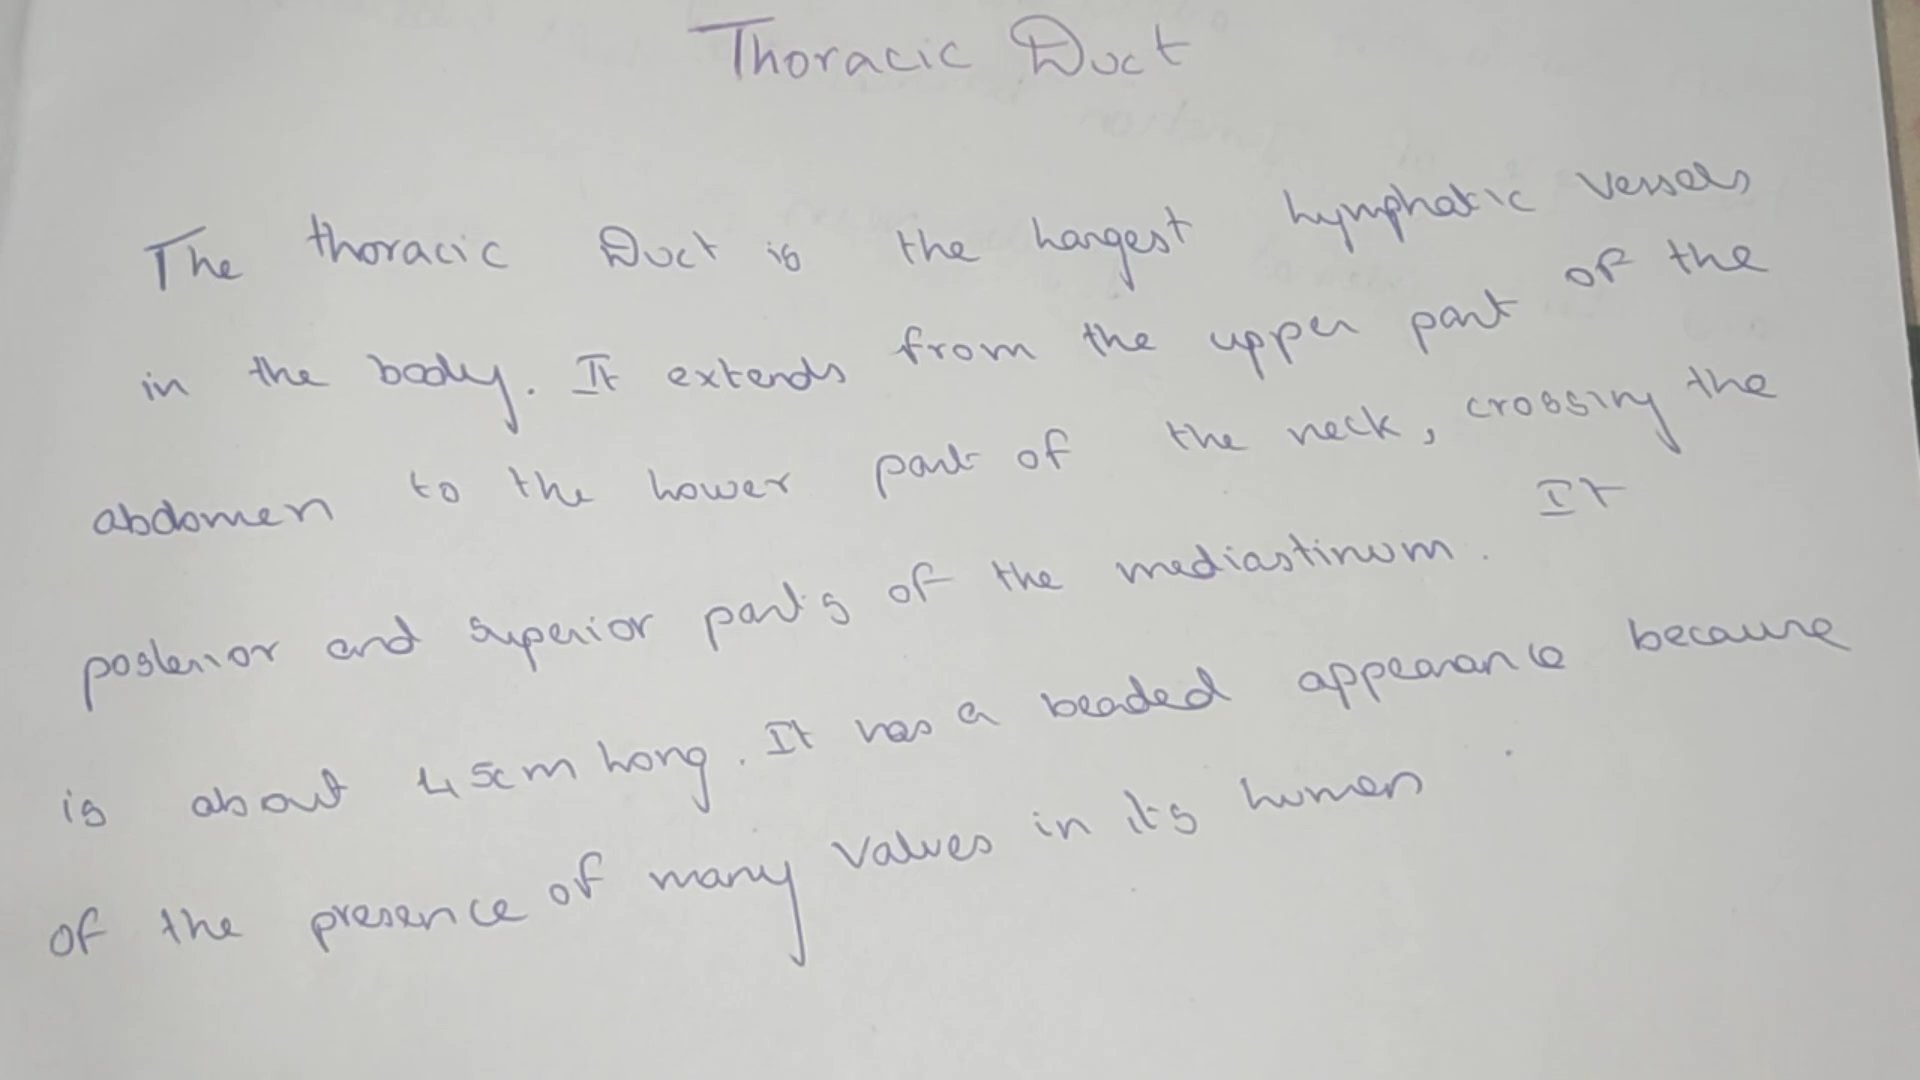 Thoracic Duct
The thoracic Duct is the largest lymphatic vessels
in the body. It extends from the upper part of the
abdomen to the lower part of the neck, crossing the
posterior and superior parts of the mediastinum. It
is about 45cm long. It has a beaded appearance because
of the presence of many valves in its lumen